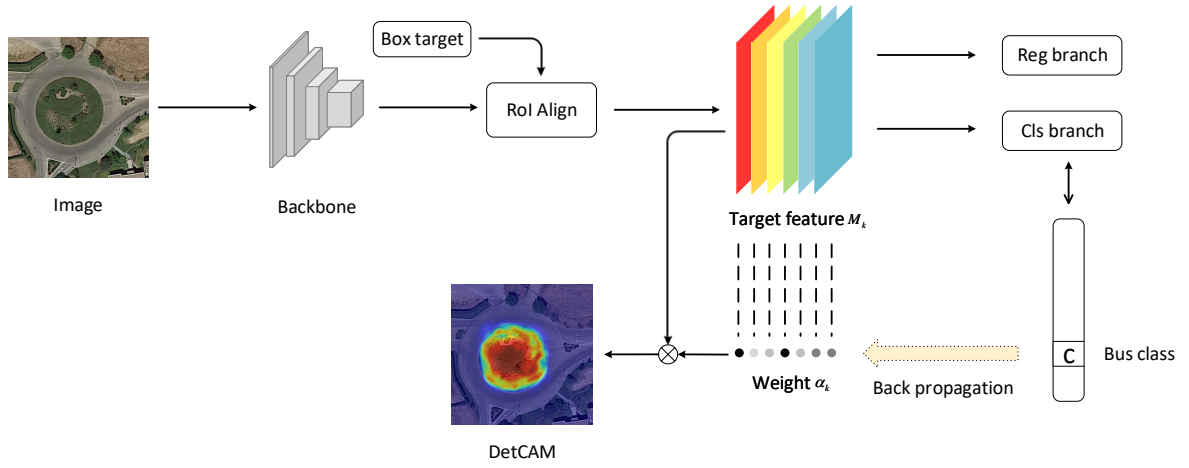 Box target
RoI Align
Reg branch
Cls branch
Image
Backbone
Target feature M_k
C
Bus class
Weight α_k
Back propagation
DetCAM